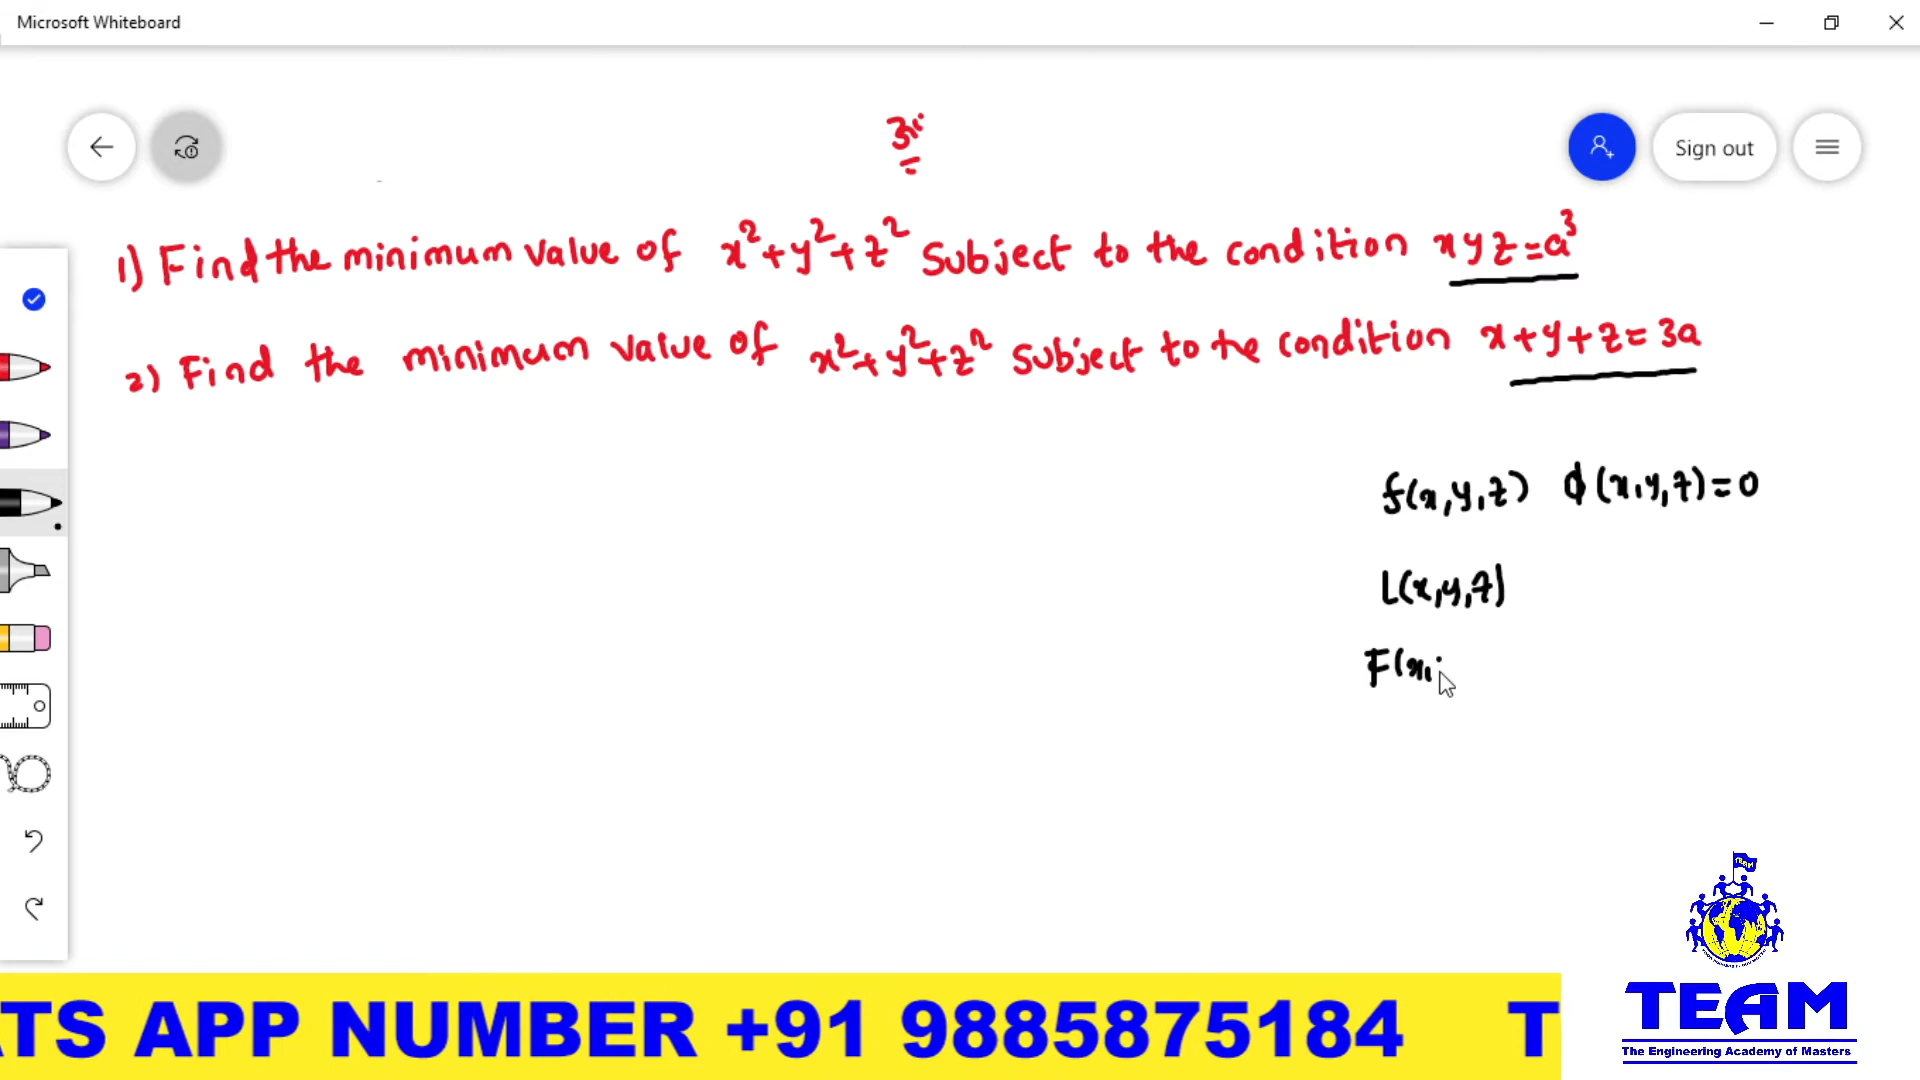 Microsoft Whiteboard
Sign out
1) Find the minimum value of x²+y²+z² subject to the condition xyz=a³
2) Find the minimum value of x²+y²+z² subject to the condition x+y+z=3a
f(x,y,z) ϕ(x,y,z)=0
L(x,y,z)
F(x,
TS APP NUMBER +91 9885875184 T
TEAM
TEAM
The Engineering Academy of Masters